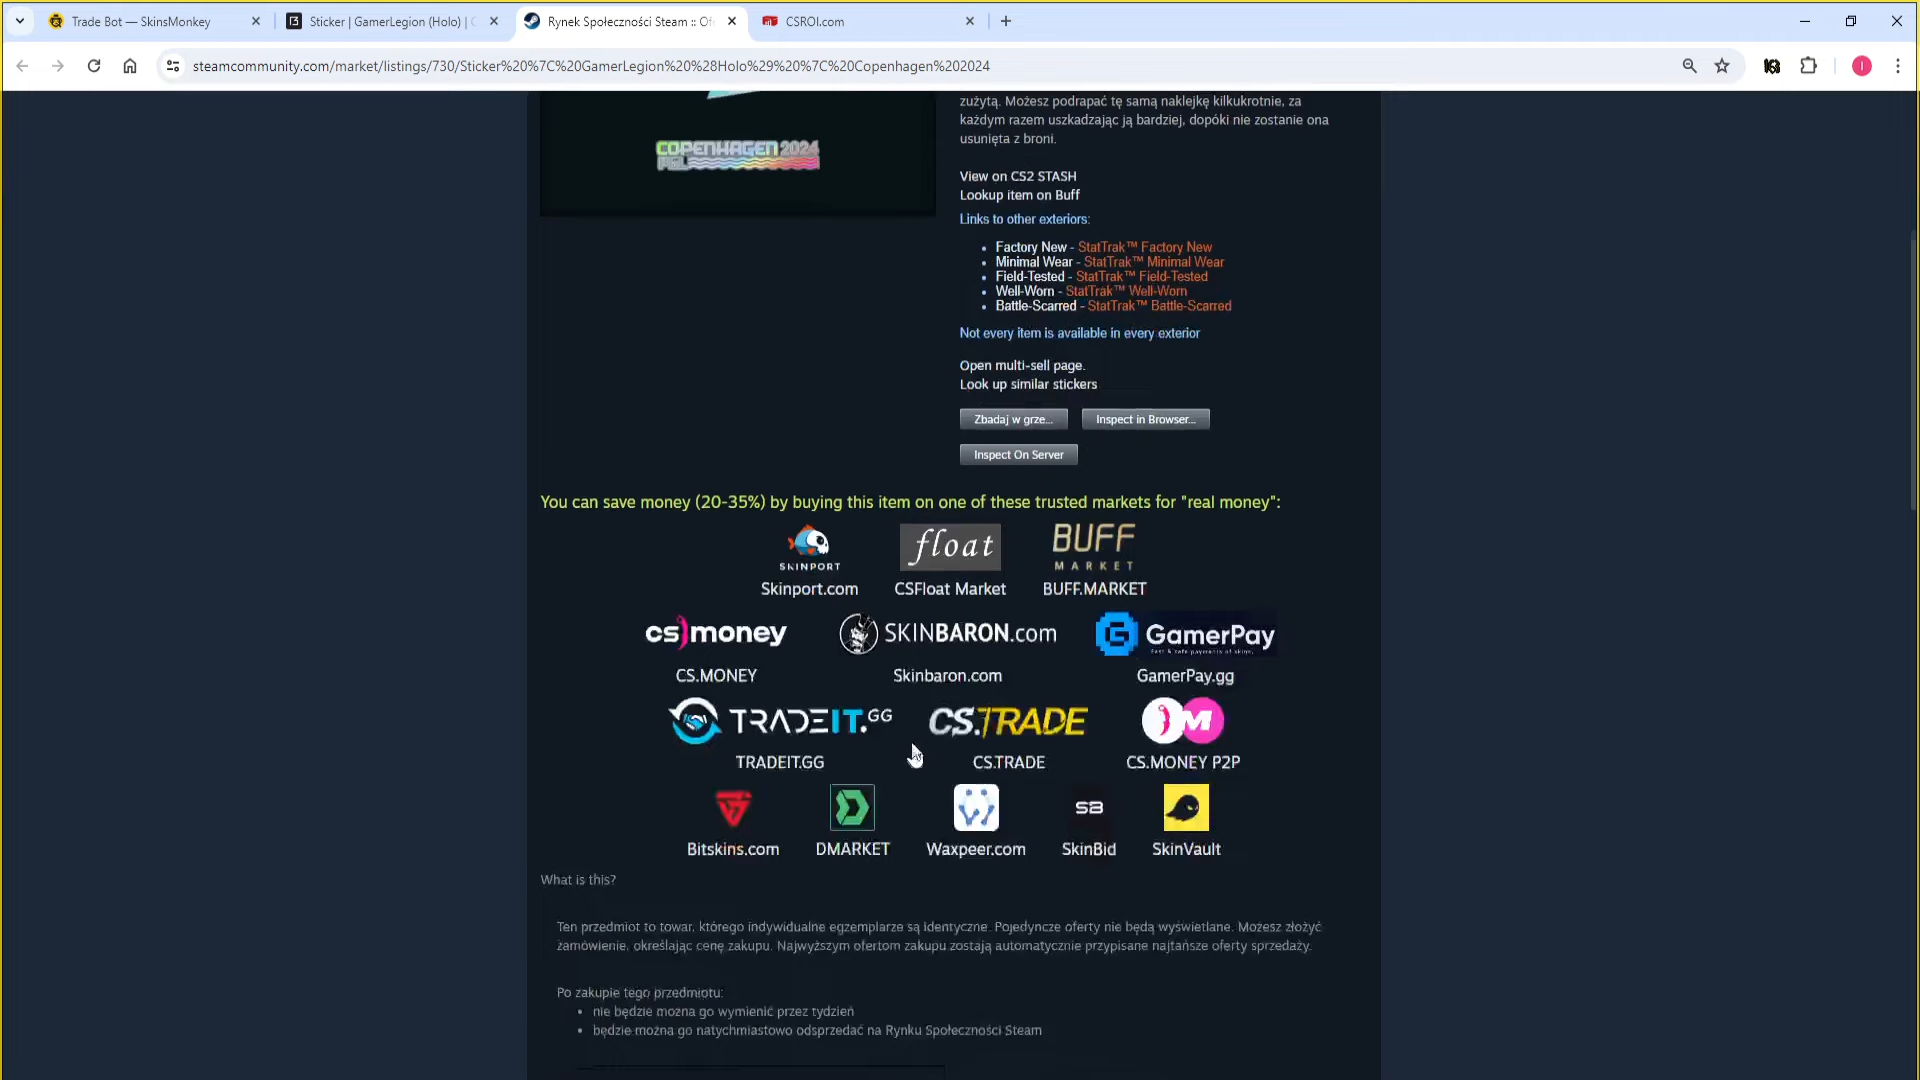 Trade Bot — SkinsMonkey
Sticker | GamerLegion (Holo) | C
Rynek Społeczności Steam :: Of
CSROI.com
steamcommunity.com/market/listings/730/Sticker%20%7C%20GamerLegion%20%28Holo%29%20%7C%20Copenhagen%202024
I
COPENHAGEN 2024
PGL
zużytą. Możesz podrapać tę samą naklejkę kilkukrotnie, za
każdym razem uszkadzając ją bardziej, dopóki nie zostanie ona
usunięta z broni.
View on CS2 STASH
Lookup item on Buff
Links to other exteriors:
• Factory New - StatTrak™ Factory New
• Minimal Wear - StatTrak™ Minimal Wear
• Field-Tested - StatTrak™ Field-Tested
• Well-Worn - StatTrak™ Well-Worn
• Battle-Scarred - StatTrak™ Battle-Scarred
Not every item is available in every exterior
Open multi-sell page.
Look up similar stickers
Zbadaj w grze...
Inspect in Browser...
Inspect On Server
You can save money (20-35%) by buying this item on one of these trusted markets for "real money":
SKINPORT
float
BUFF
MARKET
Skinport.com
CSFloat Market
BUFF.MARKET
cs money
SKINBARON.com
GamerPay
Fast & safe payments of skins.
CS.MONEY
Skinbaron.com
GamerPay.gg
TRADEIT.GG
CS.TRADE
M
TRADEIT.GG
CS.TRADE
CS.MONEY P2P
SB
Bitskins.com
DMARKET
Waxpeer.com
SkinBid
SkinVault
What is this?
Ten przedmiot to towar, którego indywidualne egzemplarze są identyczne. Pojedyncze oferty nie będą wyświetlane. Możesz złożyć
zamówienie, określając cenę zakupu. Najwyższym ofertom zakupu zostają automatycznie przypisane najtańsze oferty sprzedaży.
Po zakupie tego przedmiotu:
• nie będzie można go wymienić przez tydzień
• będzie można go natychmiastowo odsprzedać na Rynku Społeczności Steam